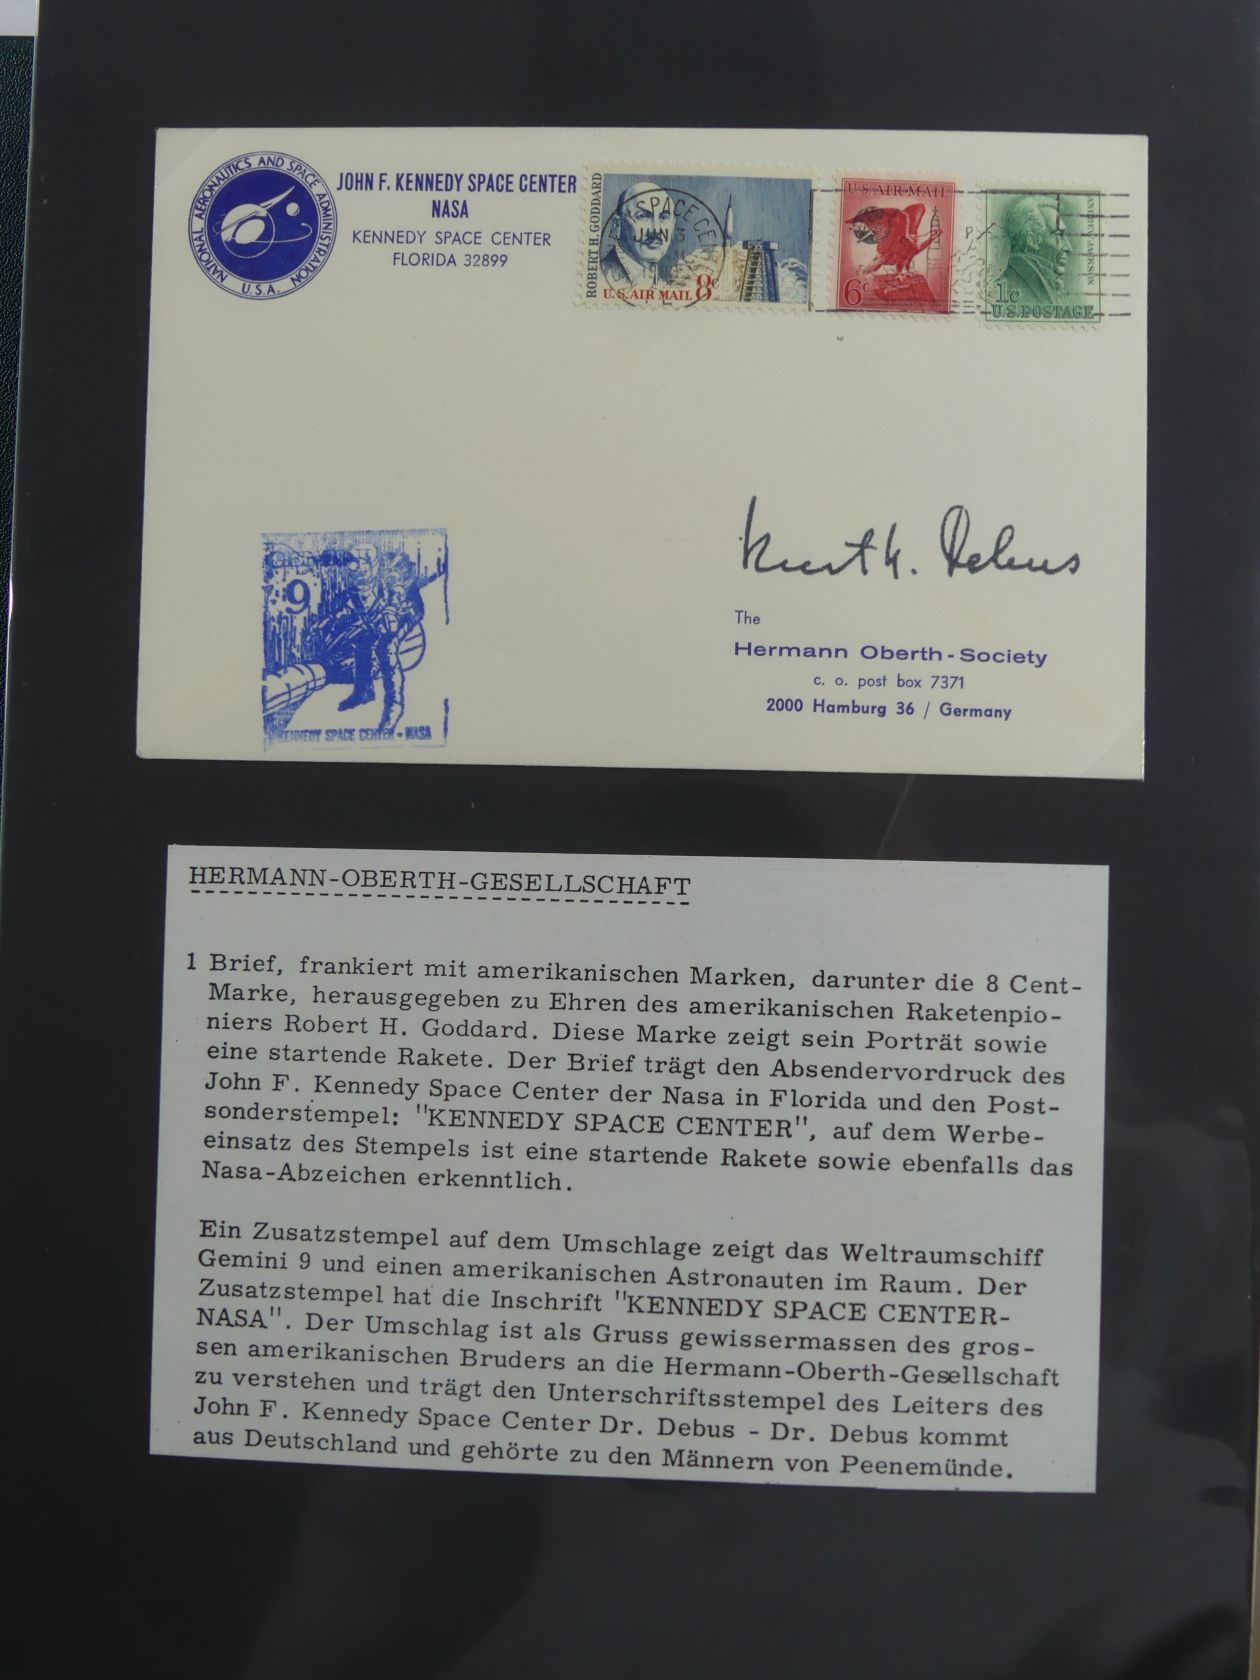 NATIONAL AERONAUTICS AND SPACE ADMINISTRATION
U.S.A.
JOHN F. KENNEDY SPACE CENTER
NASA
KENNEDY SPACE CENTER
FLORIDA 32899
ROBERT H. GODDARD
U.S. AIR MAIL 8c
SPACE CEN
JUN 3
U.S. AIR MAIL
6c
ANDREW JACKSON
1c
U.S. POSTAGE
9
KENNEDY SPACE CENTER - NASA
Kurt H. Debus
The
Hermann Oberth - Society
c. o. post box 7371
2000 Hamburg 36 / Germany
HERMANN-OBERTH-GESELLSCHAFT
1 Brief, frankiert mit amerikanischen Marken, darunter die 8 Cent-
Marke, herausgegeben zu Ehren des amerikanischen Raketenpio-
niers Robert H. Goddard. Diese Marke zeigt sein Porträt sowie
eine startende Rakete. Der Brief trägt den Absendervordruck des
John F. Kennedy Space Center der Nasa in Florida und den Post-
sonderstempel: "KENNEDY SPACE CENTER", auf dem Werbe-
einsatz des Stempels ist eine startende Rakete sowie ebenfalls das
Nasa-Abzeichen erkenntlich.
Ein Zusatzstempel auf dem Umschlage zeigt das Weltraumschiff
Gemini 9 und einen amerikanischen Astronauten im Raum. Der
Zusatzstempel hat die Inschrift "KENNEDY SPACE CENTER-
NASA". Der Umschlag ist als Gruss gewissermassen des gros-
sen amerikanischen Bruders an die Hermann-Oberth-Gesellschaft
zu verstehen und trägt den Unterschriftsstempel des Leiters des
John F. Kennedy Space Center Dr. Debus - Dr. Debus kommt
aus Deutschland und gehörte zu den Männern von Peenemünde.